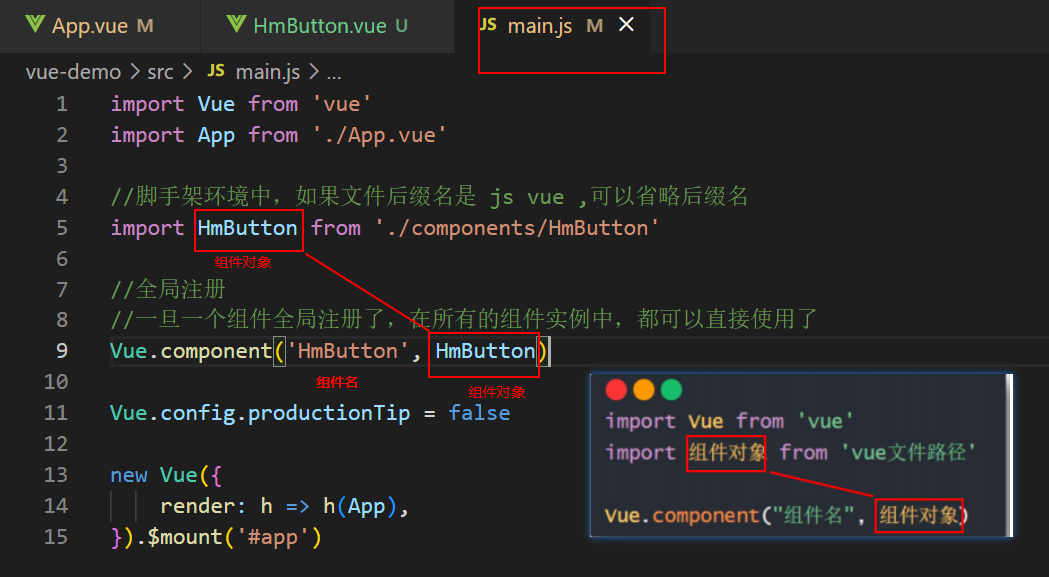 App.vue M HmButton.vue U JS main.js M ×
vue-demo > src > JS main.js > ...
1 import Vue from 'vue'
2 import App from './App.vue'
3
4 //脚手架环境中，如果文件后缀名是 js vue ,可以省略后缀名
5 import HmButton from './components/HmButton'
组件对象
6
7 //全局注册
8 //一旦一个组件全局注册了，在所有的组件实例中，都可以直接使用了
9 Vue.component('HmButton', HmButton)
组件名 组件对象
10
11 Vue.config.productionTip = false
12
13 new Vue({
14 render: h => h(App),
15 }).$mount('#app')
import Vue from 'vue'
import 组件对象 from 'vue文件路径'
Vue.component("组件名", 组件对象)